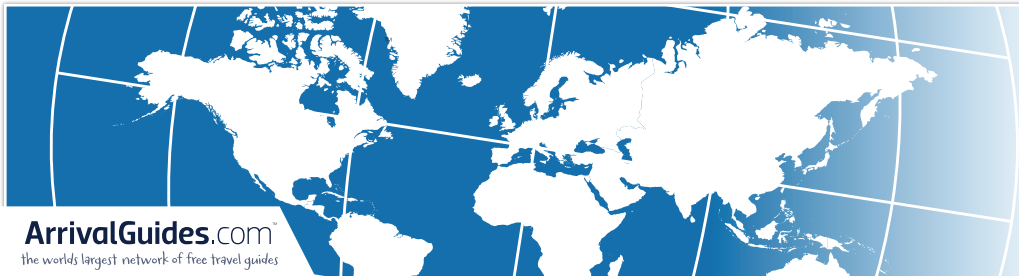 ArrivalGuides.com™
the worlds largest network of free travel guides